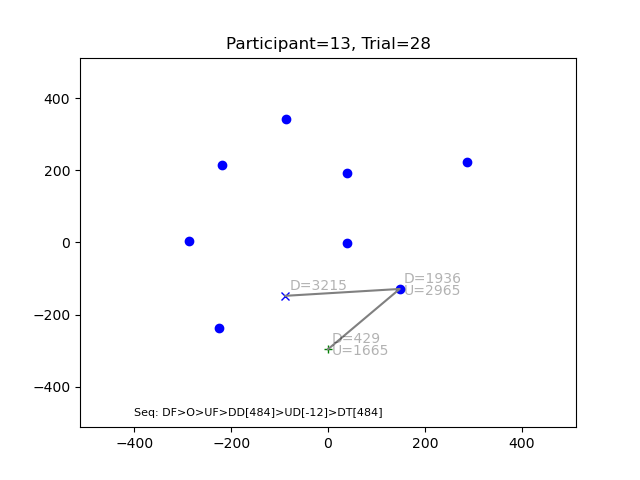 Participant=13, Trial=28
400
200
0
−200
−400
D=3215
D=1936
U=2965
D=429
U=1665
Seq: DF>O>UF>DD[484]>UD[-12]>DT[484]
−400
−200
0
200
400